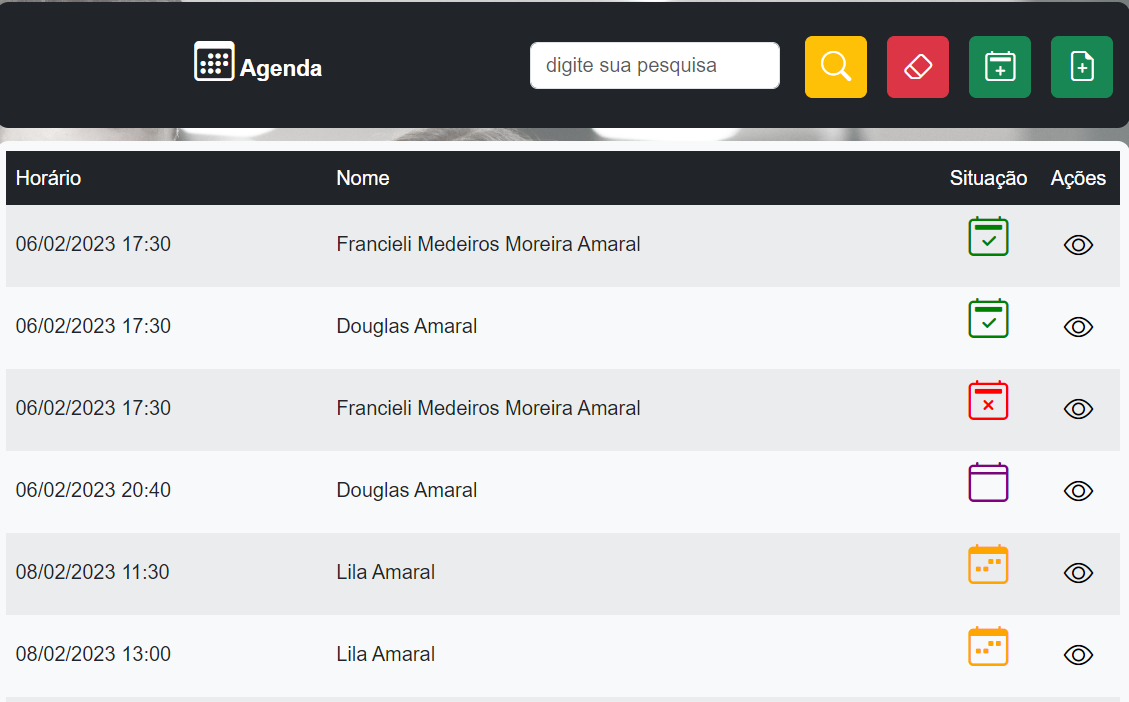 Agenda
digite sua pesquisa
Horário Nome Situação Ações
06/02/2023 17:30 Francieli Medeiros Moreira Amaral
06/02/2023 17:30 Douglas Amaral
06/02/2023 17:30 Francieli Medeiros Moreira Amaral
06/02/2023 20:40 Douglas Amaral
08/02/2023 11:30 Lila Amaral
08/02/2023 13:00 Lila Amaral